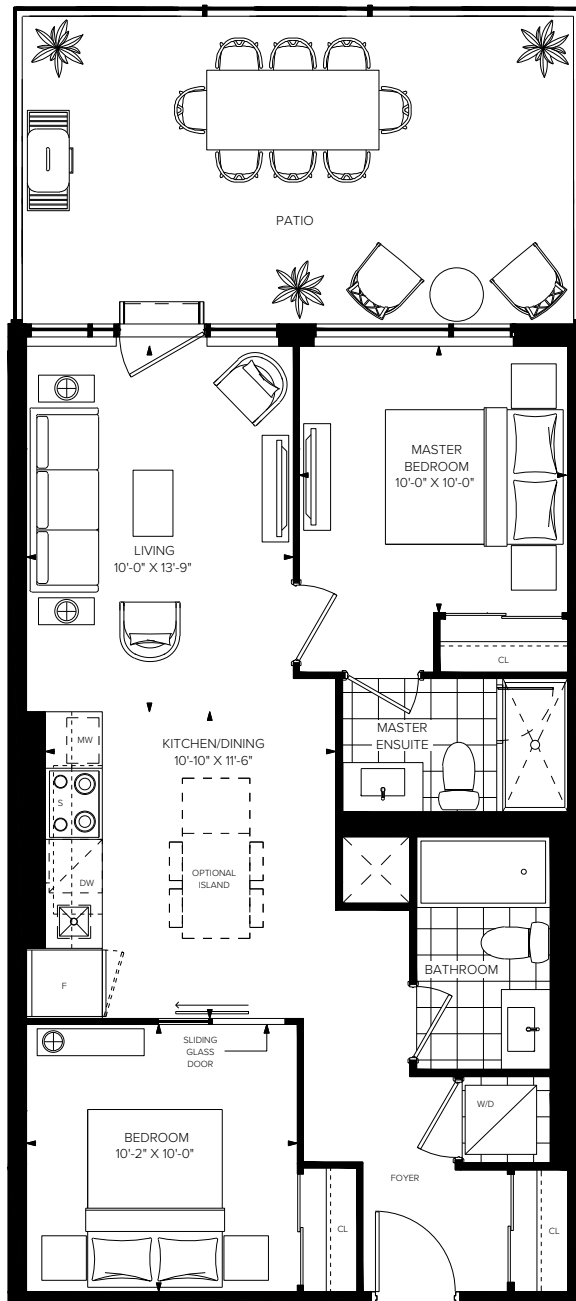 PATIO
MASTER
BEDROOM
10'-0" X 10'-0"
LIVING
10'-0" X 13'-9"
CL
MASTER
ENSUITE
MW
KITCHEN/DINING
10'-10" X 11'-6"
S
DW
OPTIONAL
ISLAND
F
BATHROOM
SLIDING
GLASS
DOOR
W/D
BEDROOM
10'-2" X 10'-0"
FOYER
CL
CL